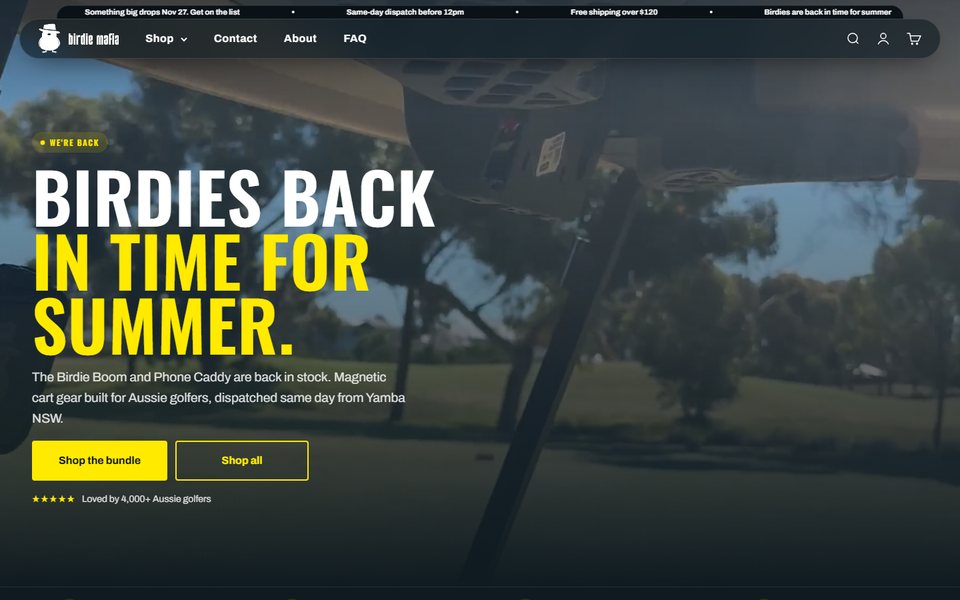 Something big drops Nov 27. Get on the list • Same-day dispatch before 12pm • Free shipping over $120 • Birdies are back in time for summer
birdie mafia Shop Contact About FAQ
WE'RE BACK
BIRDIES BACK
IN TIME FOR
SUMMER.
The Birdie Boom and Phone Caddy are back in stock. Magnetic
cart gear built for Aussie golfers, dispatched same day from Yamba
NSW.
Shop the bundle Shop all
★★★★★ Loved by 4,000+ Aussie golfers